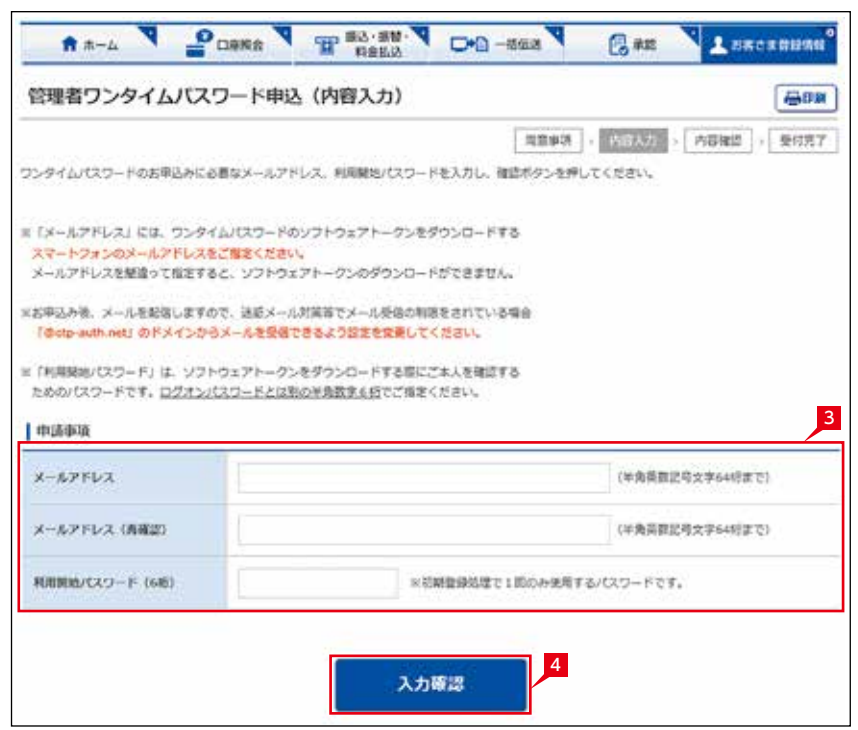 ホーム
口座照会
振込・振替・
料金払込
一括伝送
承認
お客さま登録情報
管理者ワンタイムパスワード申込（内容入力）
印刷
同意事項 › 内容入力 › 内容確認 › 受付完了
ワンタイムパスワードのお申込みに必要なメールアドレス、利用開始パスワードを入力し、確認ボタンを押してください。
※「メールアドレス」には、ワンタイムパスワードのソフトウェアトークンをダウンロードする
スマートフォンのメールアドレスをご指定ください。
メールアドレスを間違って指定すると、ソフトウェアトークンのダウンロードができません。
※お申込み後、メールを配信しますので、迷惑メール対策等でメール受信の制限をされている場合
「@otp-auth.net」のドメインからメールを受信できるよう設定を変更してください。
※「利用開始パスワード」は、ソフトウェアトークンをダウンロードする際にご本人を確認する
ためのパスワードです。ログオンパスワードとは別の半角数字6桁でご指定ください。
3
申請事項
メールアドレス
（半角英数記号文字64桁まで）
メールアドレス（再確認）
（半角英数記号文字64桁まで）
利用開始パスワード（6桁）
※初期登録処理で1回のみ使用するパスワードです。
4
入力確認